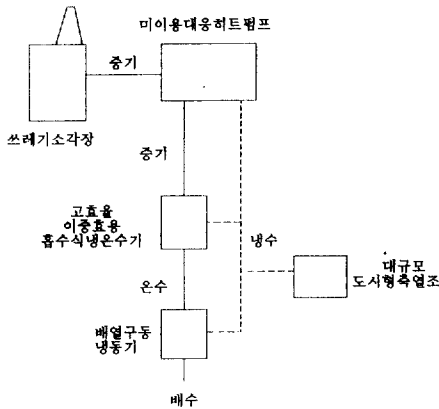 미이용대응히트펌프
증기
쓰레기소각장
증기
고효율
이중효용
흡수식냉온수기
냉수
대규모
도시형축열조
온수
배열구동
냉동기
배수